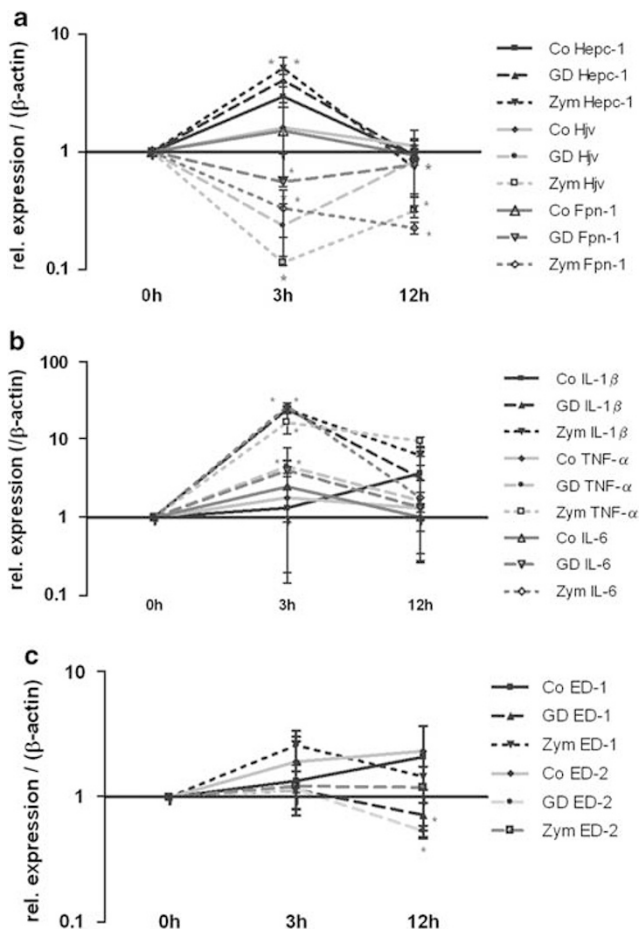 a
rel. expression / (β-actin)
10
1
0.1
0h
3h
12h
Co Hepc-1
GD Hepc-1
Zym Hepc-1
Co Hjv
GD Hjv
Zym Hjv
Co Fpn-1
GD Fpn-1
Zym Fpn-1
b
rel. expression (/β-actin)
100
10
1
0.1
0h
3h
12h
Co IL-1β
GD IL-1β
Zym IL-1β
Co TNF-α
GD TNF-α
Zym TNF-α
Co IL-6
GD IL-6
Zym IL-6
c
rel. expression / (β-actin)
10
1
0.1
0h
3h
12h
Co ED-1
GD ED-1
Zym ED-1
Co ED-2
GD ED-2
Zym ED-2